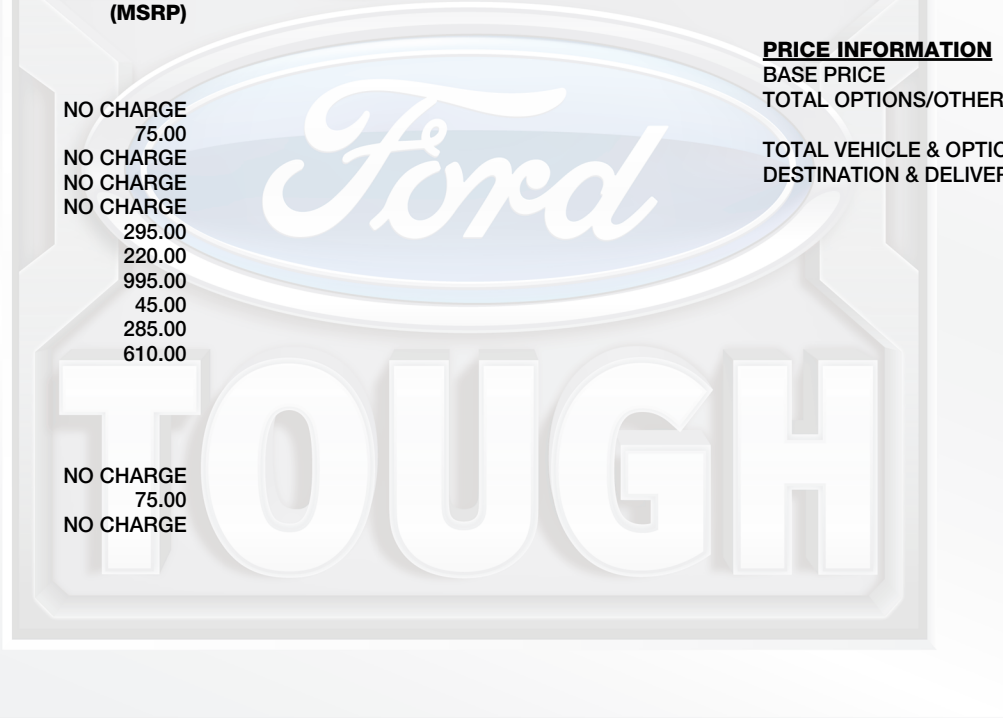 (MSRP)
NO CHARGE
75.00
NO CHARGE
NO CHARGE
NO CHARGE
295.00
220.00
995.00
45.00
285.00
610.00
NO CHARGE
75.00
NO CHARGE
PRICE INFORMATION
BASE PRICE
TOTAL OPTIONS/OTHER
TOTAL VEHICLE & OPTIO
DESTINATION & DELIVER
Ford
TOUGH